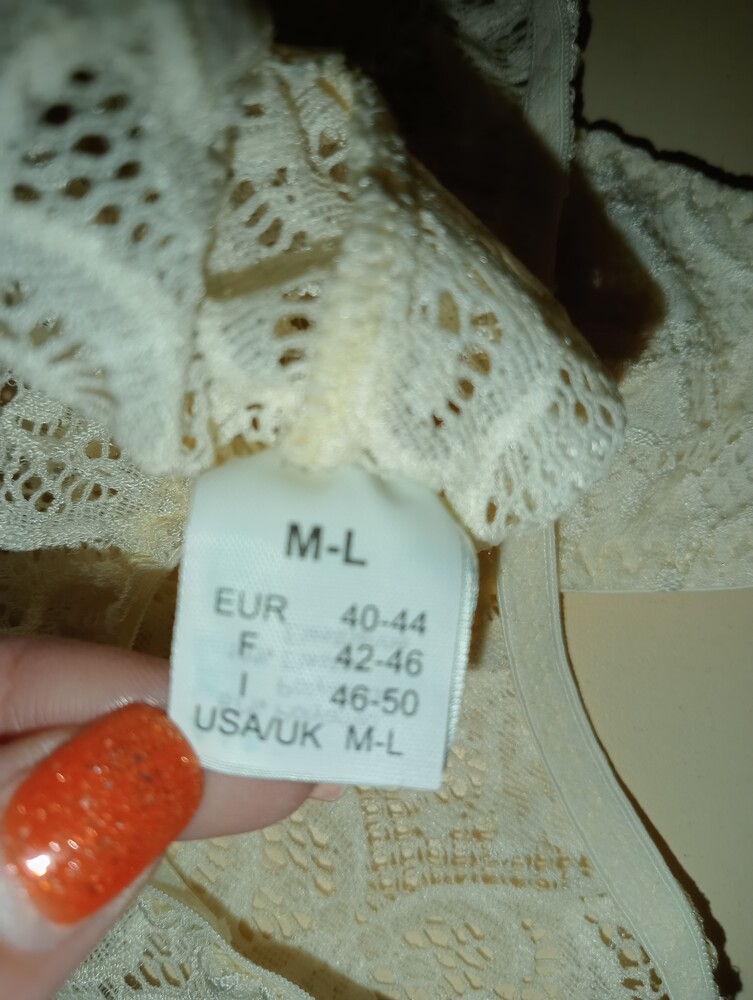 M-L
EUR 40-44
F 42-46
I 46-50
USA/UK M-L